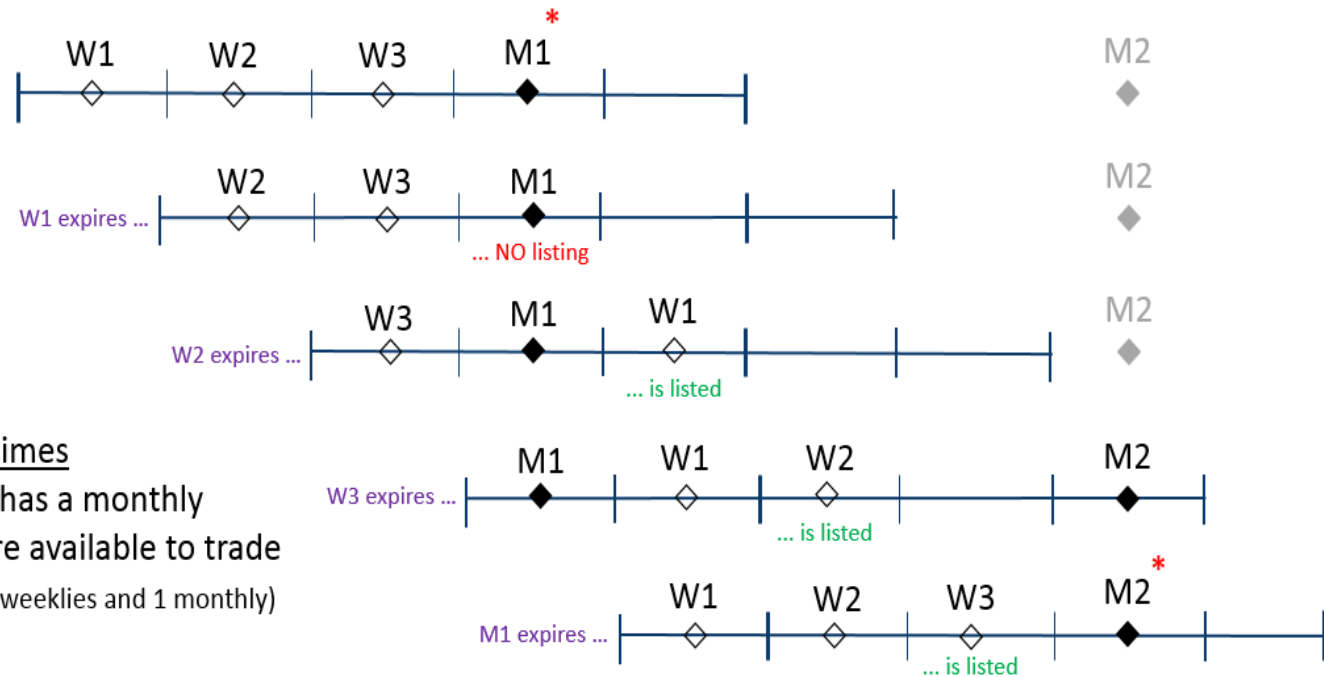 *
W1 W2 W3 M1 M2
W2 W3 M1 M2
W1 expires ...
... NO listing
W3 M1 W1 M2
W2 expires ...
... is listed
imes
M1 W1 W2 M2
has a monthly
W3 expires ...
... is listed
re available to trade
*
W1 W2 W3 M2
weeklies and 1 monthly)
M1 expires ...
... is listed